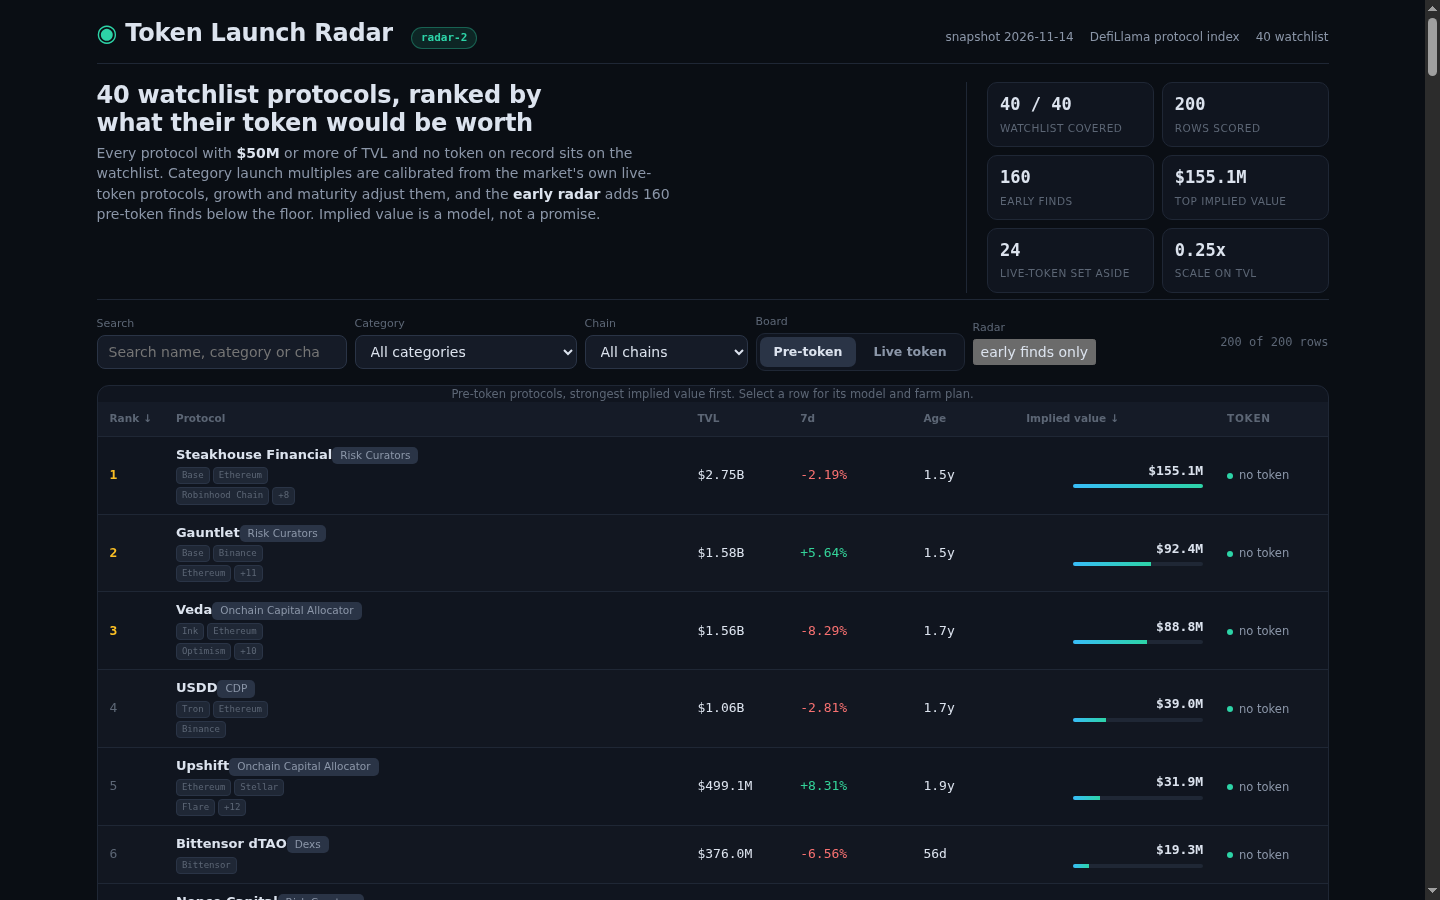 ◉ Token Launch Radar radar-2
snapshot 2026-11-14 DefiLlama protocol index 40 watchlist
40 watchlist protocols, ranked by
what their token would be worth
Every protocol with $50M or more of TVL and no token on record sits on the
watchlist. Category launch multiples are calibrated from the market's own live-
token protocols, growth and maturity adjust them, and the early radar adds 160
pre-token finds below the floor. Implied value is a model, not a promise.
40 / 40
WATCHLIST COVERED
200
ROWS SCORED
160
EARLY FINDS
$155.1M
TOP IMPLIED VALUE
24
LIVE-TOKEN SET ASIDE
0.25x
SCALE ON TVL
Search
Search name, category or cha
Category
All categories
Chain
All chains
Board
Pre-token Live token
Radar
early finds only
200 of 200 rows
Pre-token protocols, strongest implied value first. Select a row for its model and farm plan.
Rank ↓ Protocol TVL 7d Age Implied value ↓ TOKEN
1 Steakhouse Financial Risk Curators $2.75B -2.19% 1.5y $155.1M no token
Base Ethereum
Robinhood Chain +8
2 Gauntlet Risk Curators $1.58B +5.64% 1.5y $92.4M no token
Base Binance
Ethereum +11
3 Veda Onchain Capital Allocator $1.56B -8.29% 1.7y $88.8M no token
Ink Ethereum
Optimism +10
4 USDD CDP $1.06B -2.81% 1.7y $39.0M no token
Tron Ethereum
Binance
5 Upshift Onchain Capital Allocator $499.1M +8.31% 1.9y $31.9M no token
Ethereum Stellar
Flare +12
6 Bittensor dTAO Dexs $376.0M -6.56% 56d $19.3M no token
Bittensor